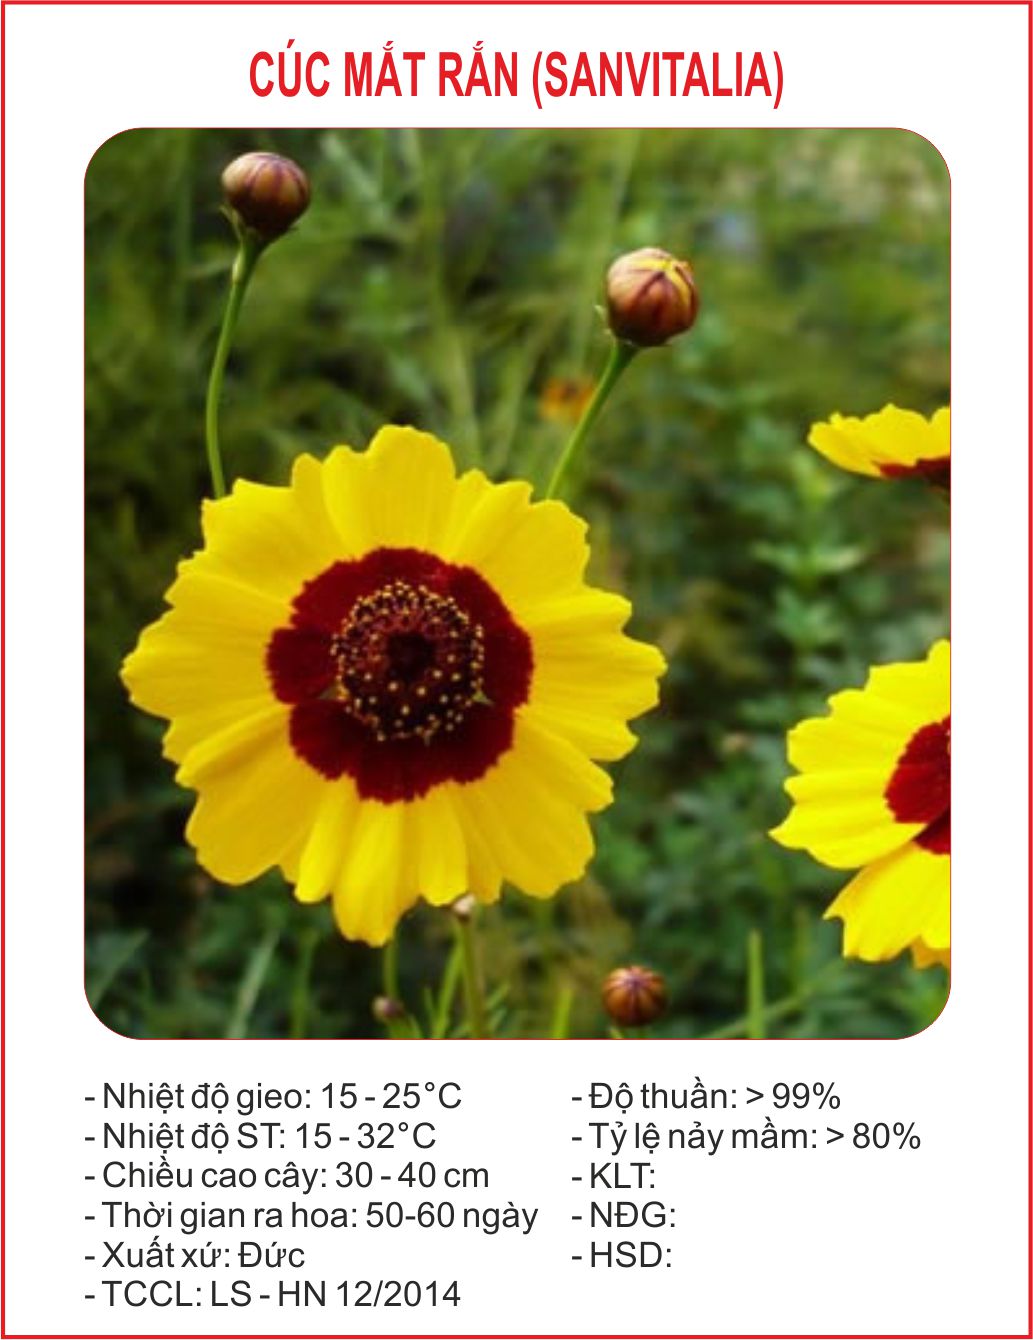 CÚC MẮT RẮN (SANVITALIA)
- Nhiệt độ gieo: 15 - 25°C
- Nhiệt độ ST: 15 - 32°C
- Chiều cao cây: 30 - 40 cm
- Thời gian ra hoa: 50-60 ngày
- Xuất xứ: Đức
- TCCL: LS - HN 12/2014
- Độ thuần: > 99%
- Tỷ lệ nảy mầm: > 80%
- KLT:
- NĐG:
- HSD: